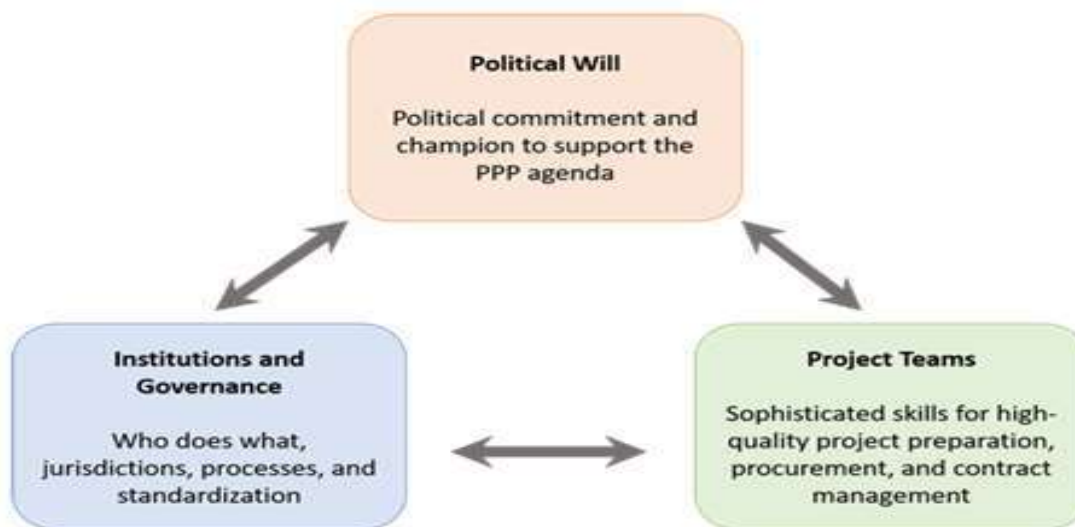 Political Will
Political commitment and
champion to support the
PPP agenda
Institutions and
Governance
Who does what,
jurisdictions, processes, and
standardization
Project Teams
Sophisticated skills for high-
quality project preparation,
procurement, and contract
management